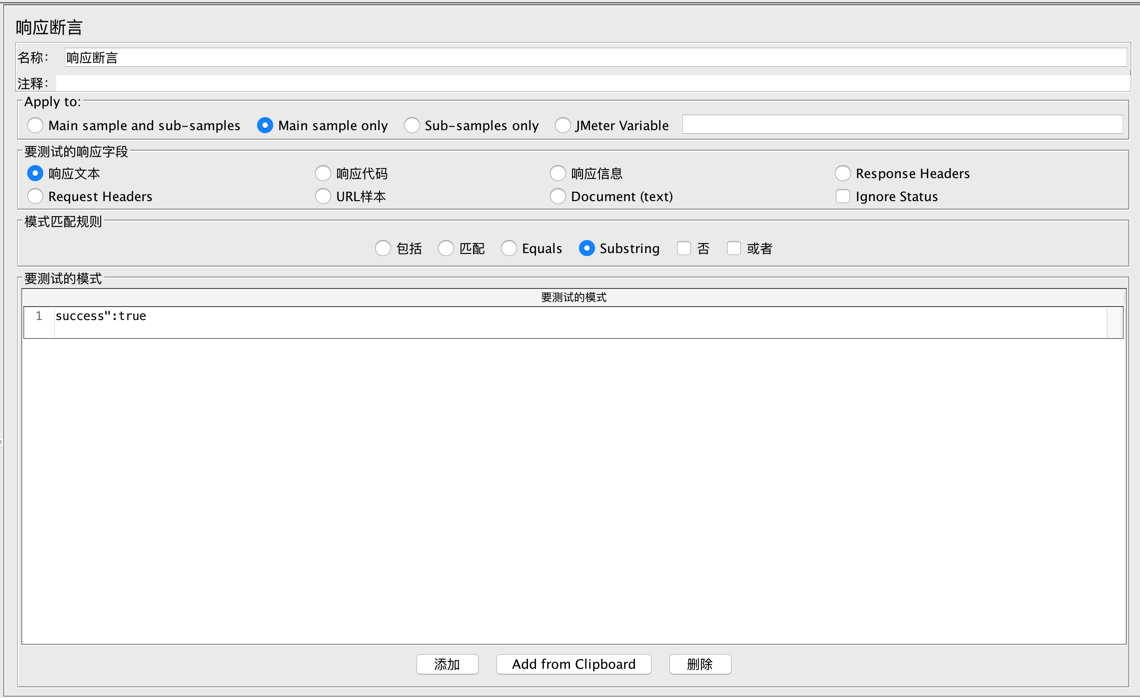 响应断言
名称： 响应断言
注释：
Apply to:
Main sample and sub-samples Main sample only Sub-samples only JMeter Variable
要测试的响应字段
响应文本 响应代码 响应信息 Response Headers
Request Headers URL样本 Document (text) Ignore Status
模式匹配规则
包括 匹配 Equals Substring 否 或者
要测试的模式
要测试的模式
1 success":true
添加 Add from Clipboard 删除